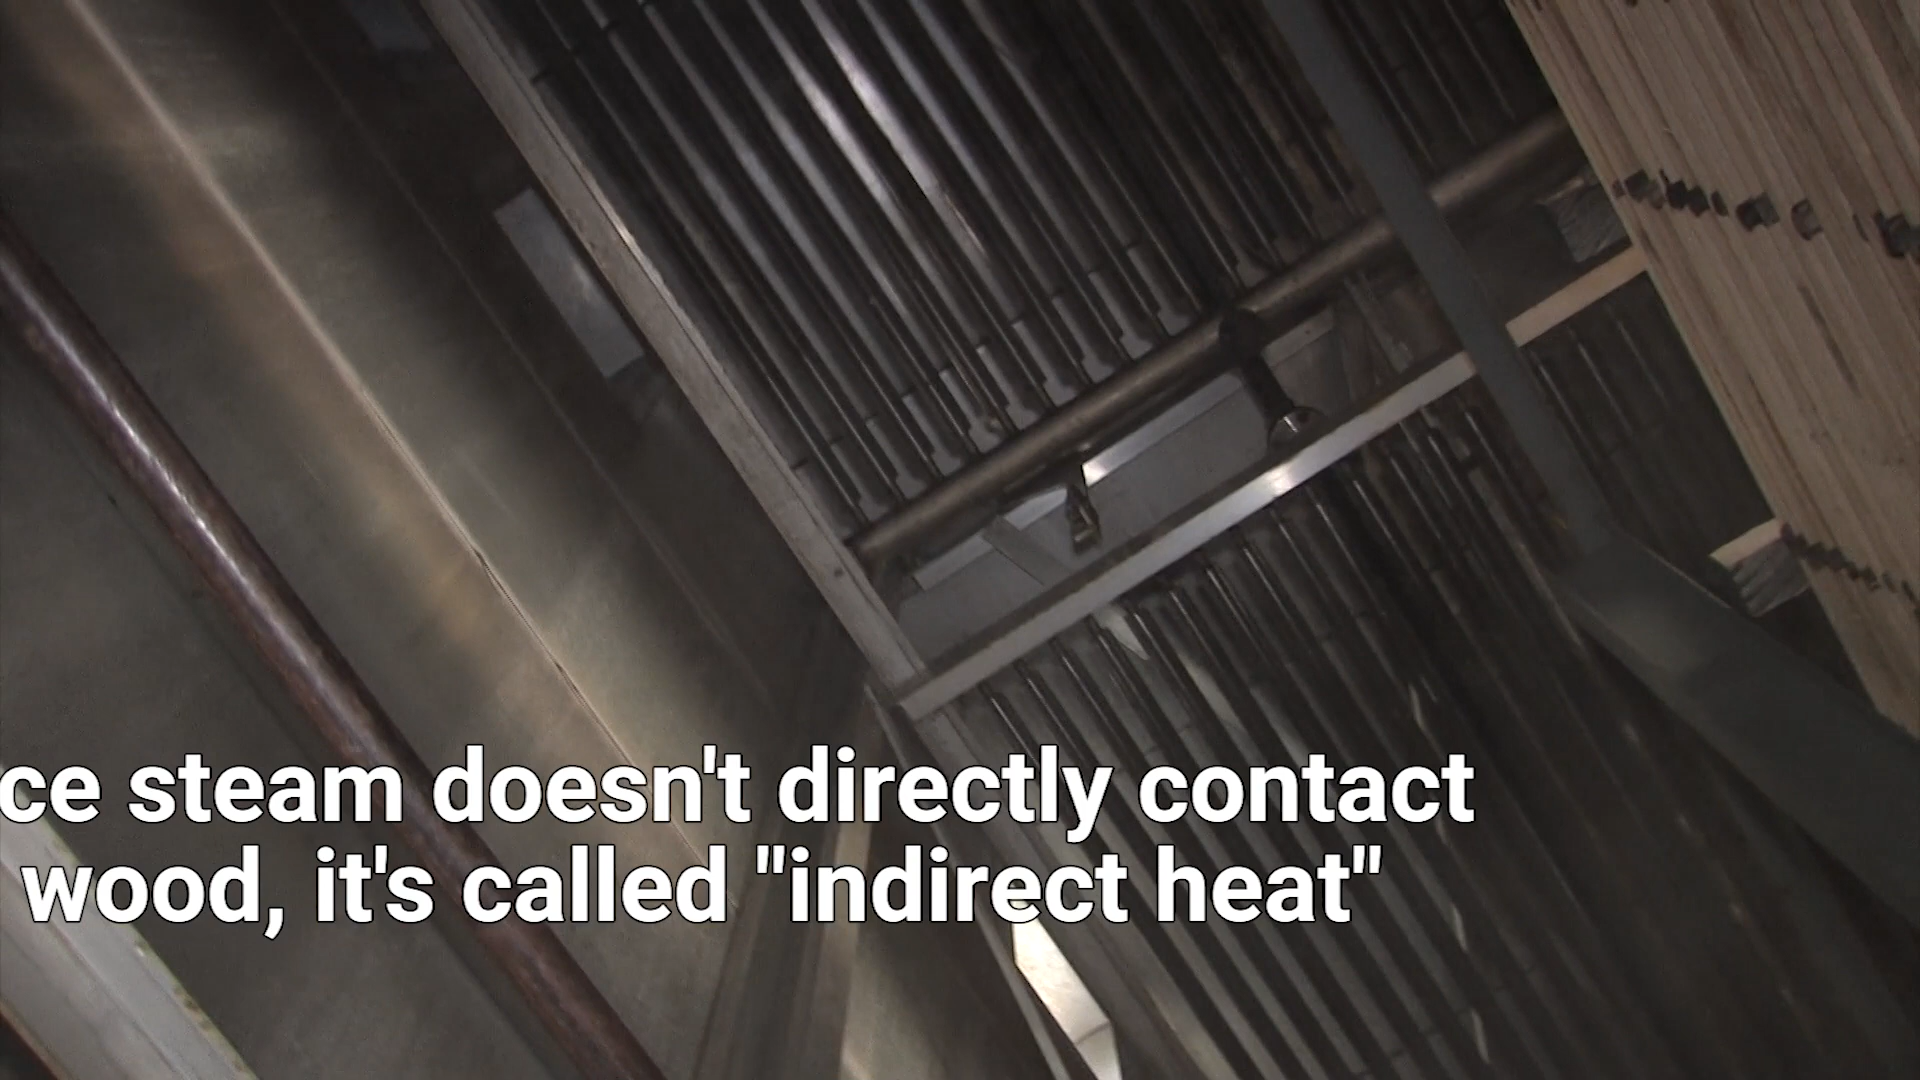 ce steam doesn't directly contact
wood, it's called "indirect heat"